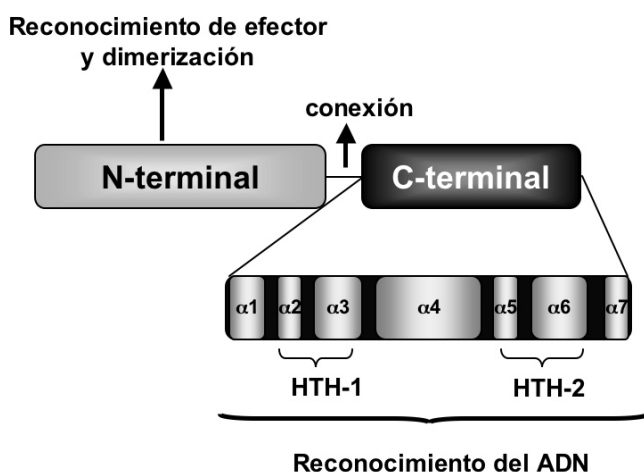 Reconocimiento de efector
y dimerización
conexión
N-terminal
C-terminal
α1 α2 α3 α4 α5 α6 α7
HTH-1
HTH-2
Reconocimiento del ADN